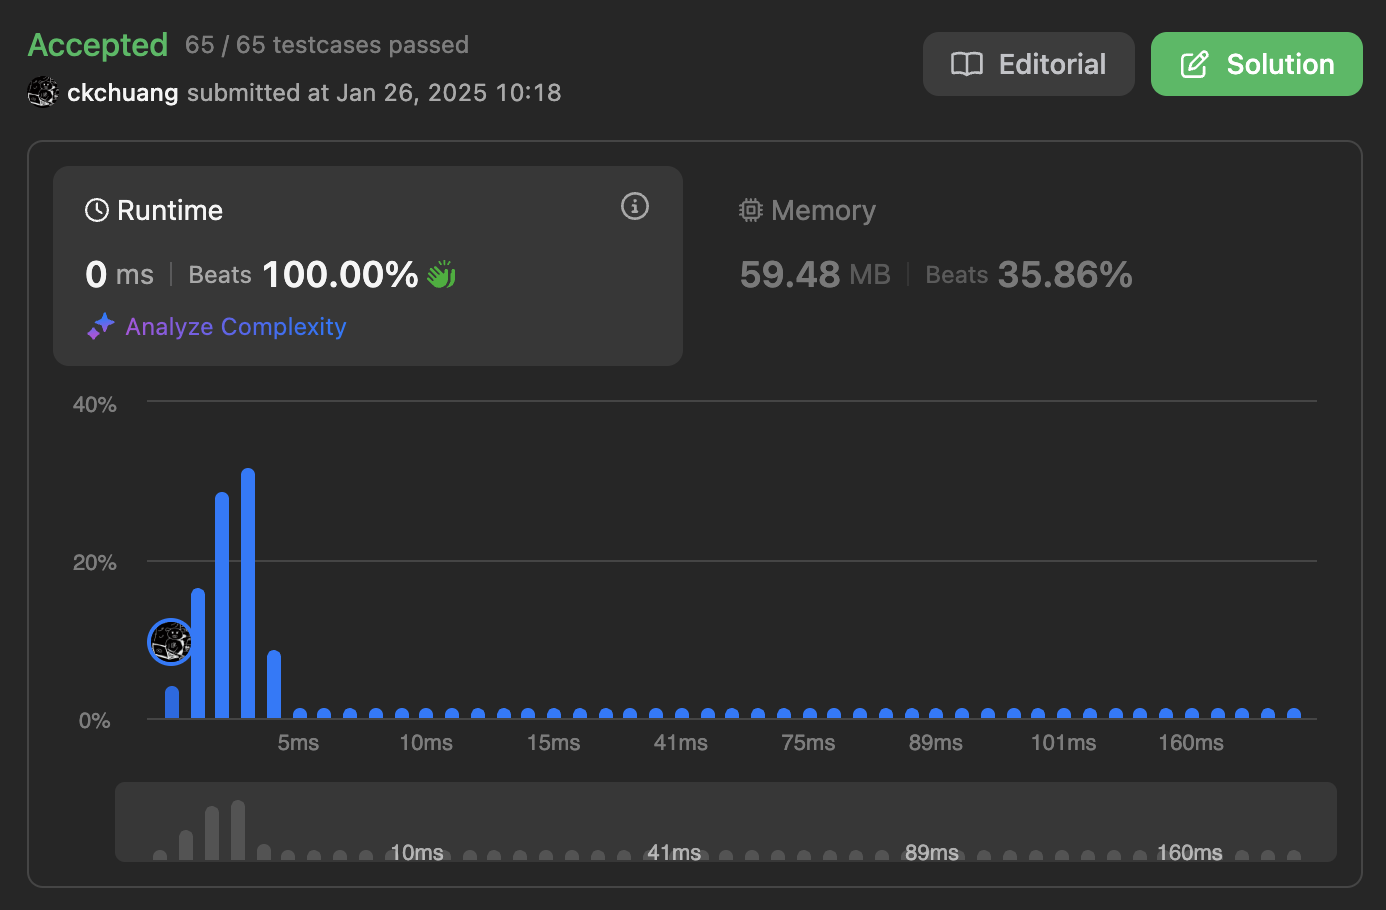 Accepted 65 / 65 testcases passed
ckchuang submitted at Jan 26, 2025 10:18
Editorial
Solution
Runtime
0 ms | Beats 100.00%
Analyze Complexity
Memory
59.48 MB | Beats 35.86%
40%
20%
0%
5ms 10ms 15ms 41ms 75ms 89ms 101ms 160ms
10ms 41ms 89ms 160ms